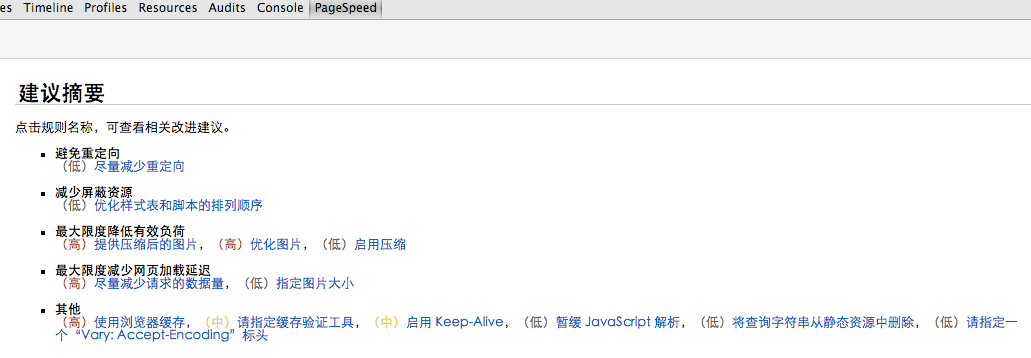 es Timeline Profiles Resources Audits Console PageSpeed
建议摘要
点击规则名称，可查看相关改进建议。
避免重定向
（低）尽量减少重定向
减少屏蔽资源
（低）优化样式表和脚本的排列顺序
最大限度降低有效负荷
（高）提供压缩后的图片，（高）优化图片，（低）启用压缩
最大限度减少网页加载延迟
（高）尽量减少请求的数据量，（低）指定图片大小
其他
（高）使用浏览器缓存，（中）请指定缓存验证工具，（中）启用 Keep-Alive，（低）暂缓 JavaScript 解析，（低）将查询字符串从静态资源中删除，（低）请指定一
个“Vary: Accept-Encoding”标头